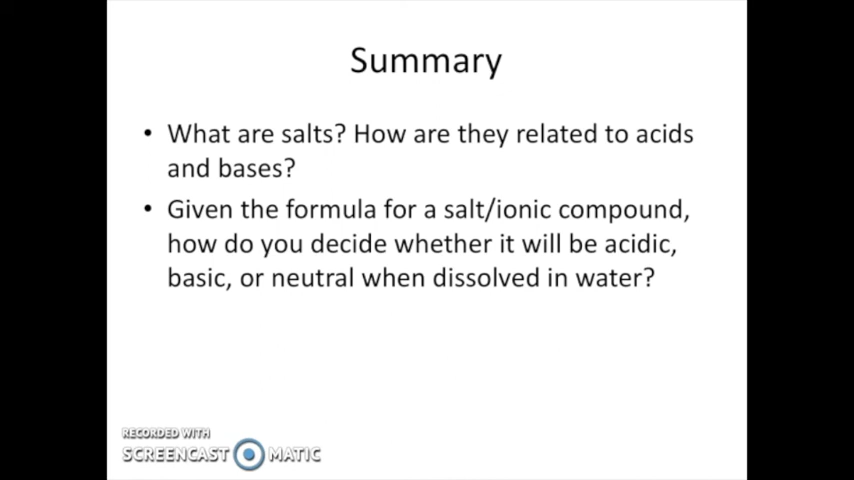 Summary
• What are salts? How are they related to acids
and bases?
• Given the formula for a salt/ionic compound,
how do you decide whether it will be acidic,
basic, or neutral when dissolved in water?
RECORDED WITH
SCREENCAST MATIC